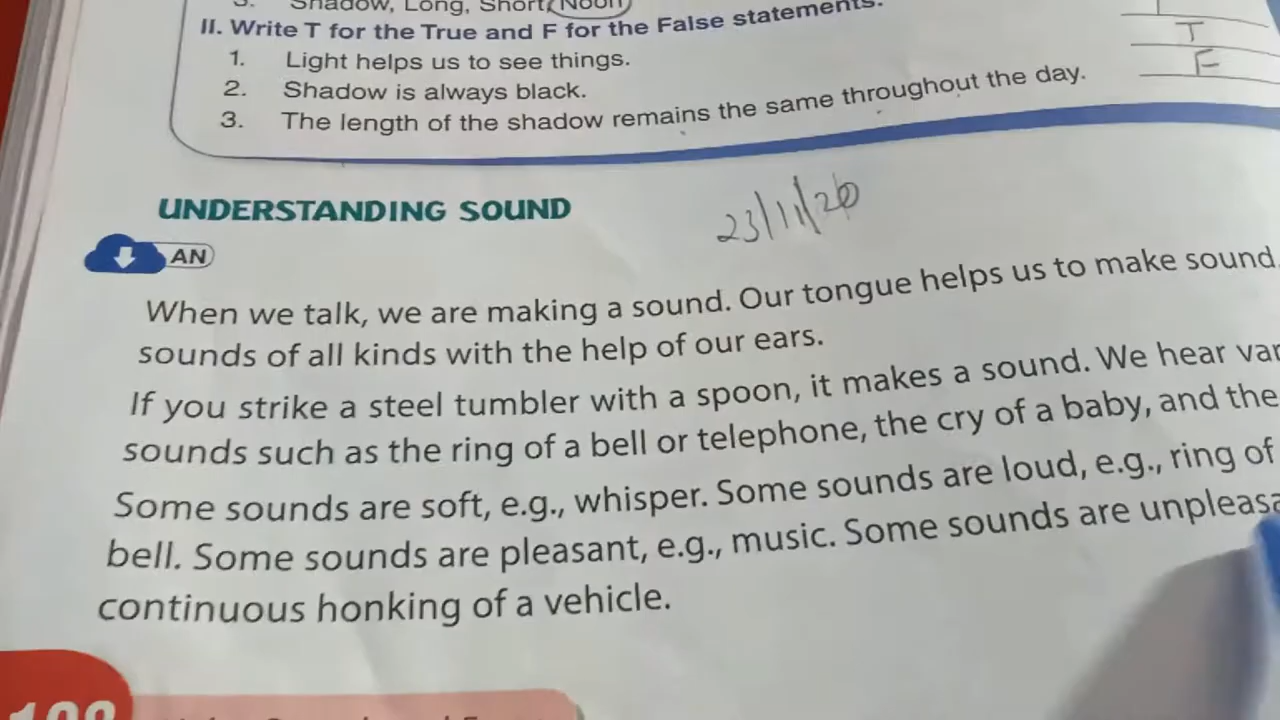 3. Shadow, Long, Short, Noon
II. Write T for the True and F for the False statements.
1. Light helps us to see things.
T
2. Shadow is always black.
F
3. The length of the shadow remains the same throughout the day.
UNDERSTANDING SOUND
23/11/20
AN
When we talk, we are making a sound. Our tongue helps us to make sound.
sounds of all kinds with the help of our ears.
If you strike a steel tumbler with a spoon, it makes a sound. We hear
sounds such as the ring of a bell or telephone, the cry of a baby, and the
Some sounds are soft, e.g., whisper. Some sounds are loud, e.g., ring of
bell. Some sounds are pleasant, e.g., music. Some sounds are
continuous honking of a vehicle.